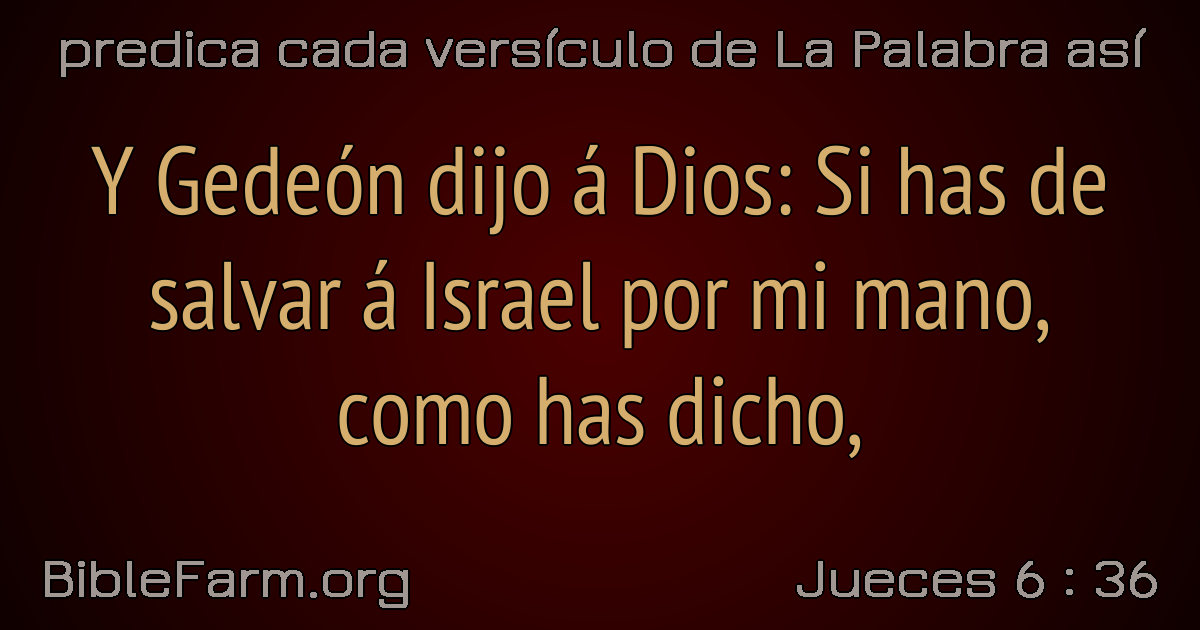 predica cada versículo de La Palabra así
Y Gedeón dijo á Dios: Si has de
salvar á Israel por mi mano,
como has dicho,
BibleFarm.org
Jueces 6 : 36